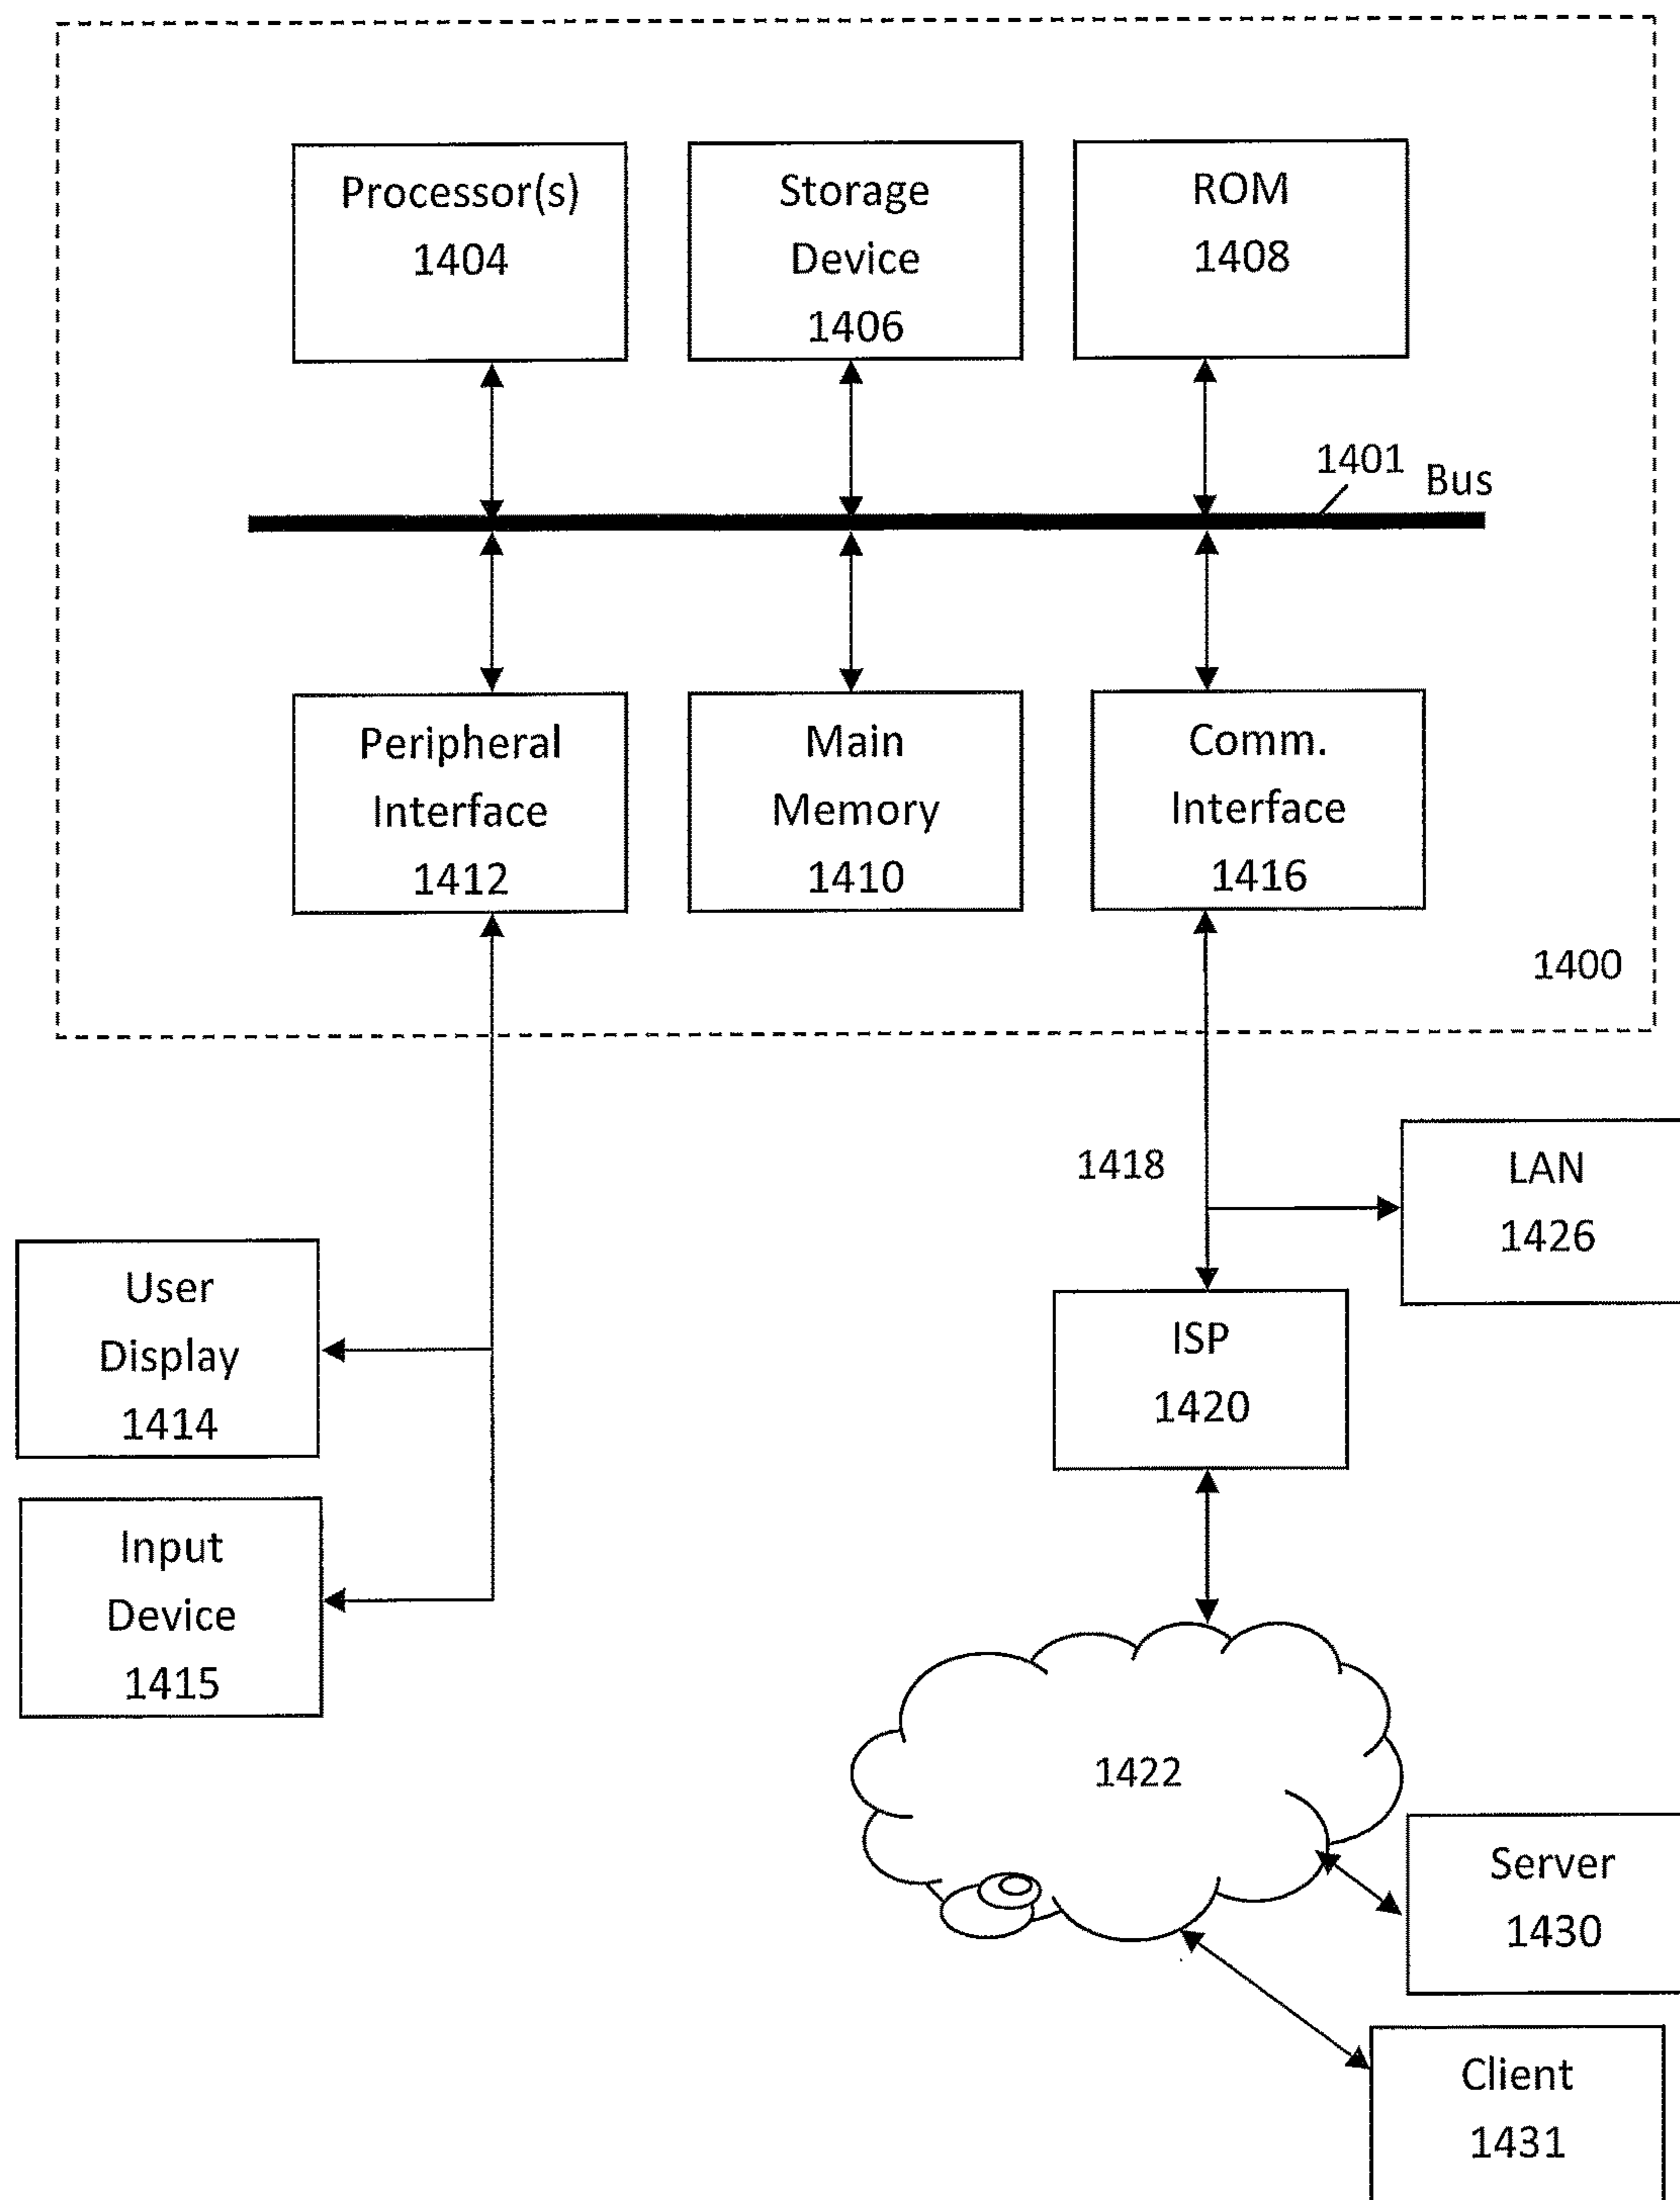 Processor(s)
1404
Storage
Device
1406
ROM
1408
1401
Bus
Peripheral
Interface
1412
Main
Memory
1410
Comm.
Interface
1416
1400
1418
LAN
1426
User
Display
1414
ISP
1420
Input
Device
1415
1422
Server
1430
Client
1431